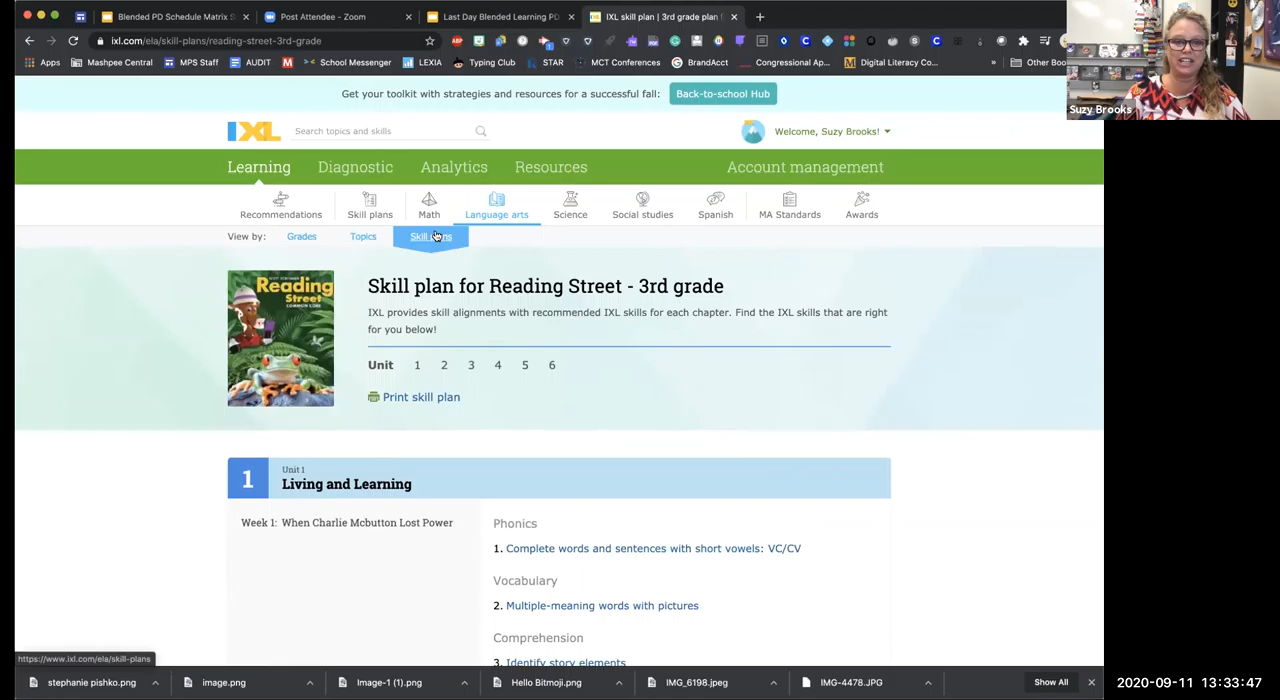 Blended PD Schedule Matrix S
Post Attendee - Zoom
Last Day Blended Learning PD
IXL skill plan | 3rd grade plan
ixl.com/ela/skill-plans/reading-street-3rd-grade
Apps
Mashpee Central
MPS Staff
AUDIT
School Messenger
LEXIA
Typing Club
STAR
MCT Conferences
BrandAcct
Congressional Ap...
Digital Literacy Co...
»
Other Boo
Suzy Brooks
Get your toolkit with strategies and resources for a successful fall:
Back-to-school Hub
IXL
Search topics and skills
Welcome, Suzy Brooks!
Learning
Diagnostic
Analytics
Resources
Account management
Recommendations
Skill plans
Math
Language arts
Science
Social studies
Spanish
MA Standards
Awards
View by:
Grades
Topics
Skill plans
Reading
Street
COMMON CORE
Skill plan for Reading Street - 3rd grade
IXL provides skill alignments with recommended IXL skills for each chapter. Find the IXL skills that are right
for you below!
Unit 1 2 3 4 5 6
Print skill plan
1
Unit 1
Living and Learning
Week 1: When Charlie Mcbutton Lost Power
Phonics
1. Complete words and sentences with short vowels: VC/CV
Vocabulary
2. Multiple-meaning words with pictures
Comprehension
3. Identify story elements
https://www.ixl.com/ela/skill-plans
stephanie pishko.png
image.png
Image-1 (1).png
Hello Bitmoji.png
IMG_6198.jpeg
IMG-4478.JPG
Show All
2020-09-11 13:33:47